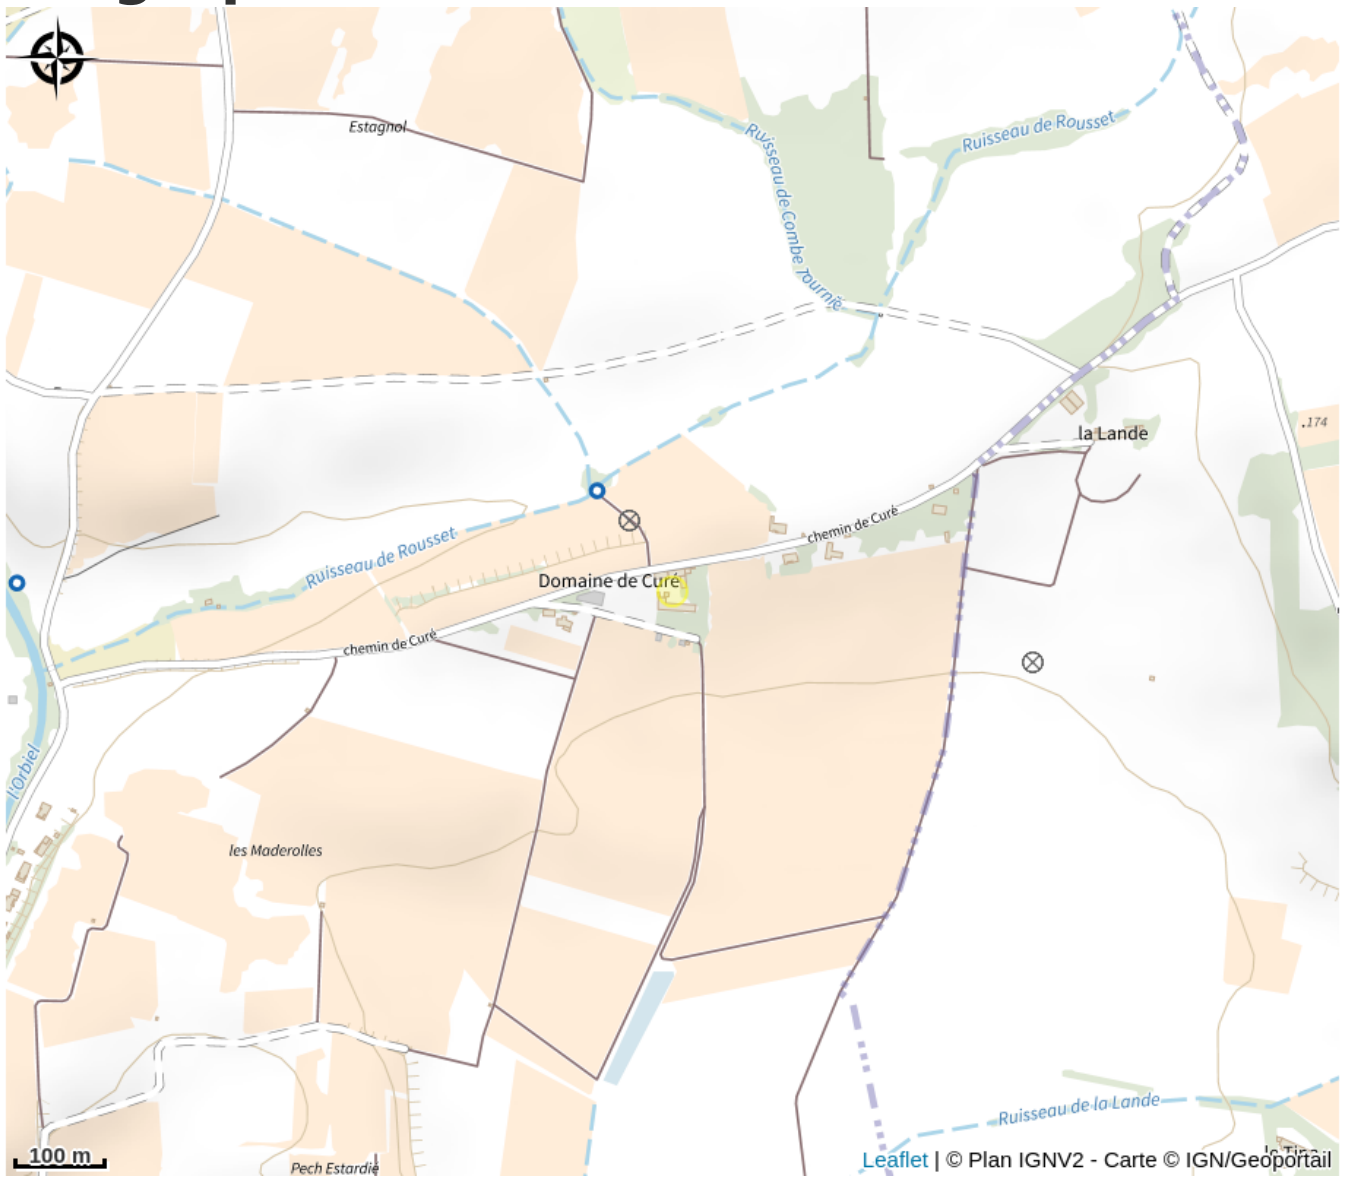 Estagnol
Ruisseau de Combe Tournié
Ruisseau de Rousset
.174
la Lande
chemin de Curé
Ruisseau de Rousset
Domaine de Curé
chemin de Curé
l'Orbiel
les Maderolles
Ruisseau de la Lande
100 m
Pech Estardié
Leaflet | © Plan IGNV2 - Carte © IGN/Geoportail